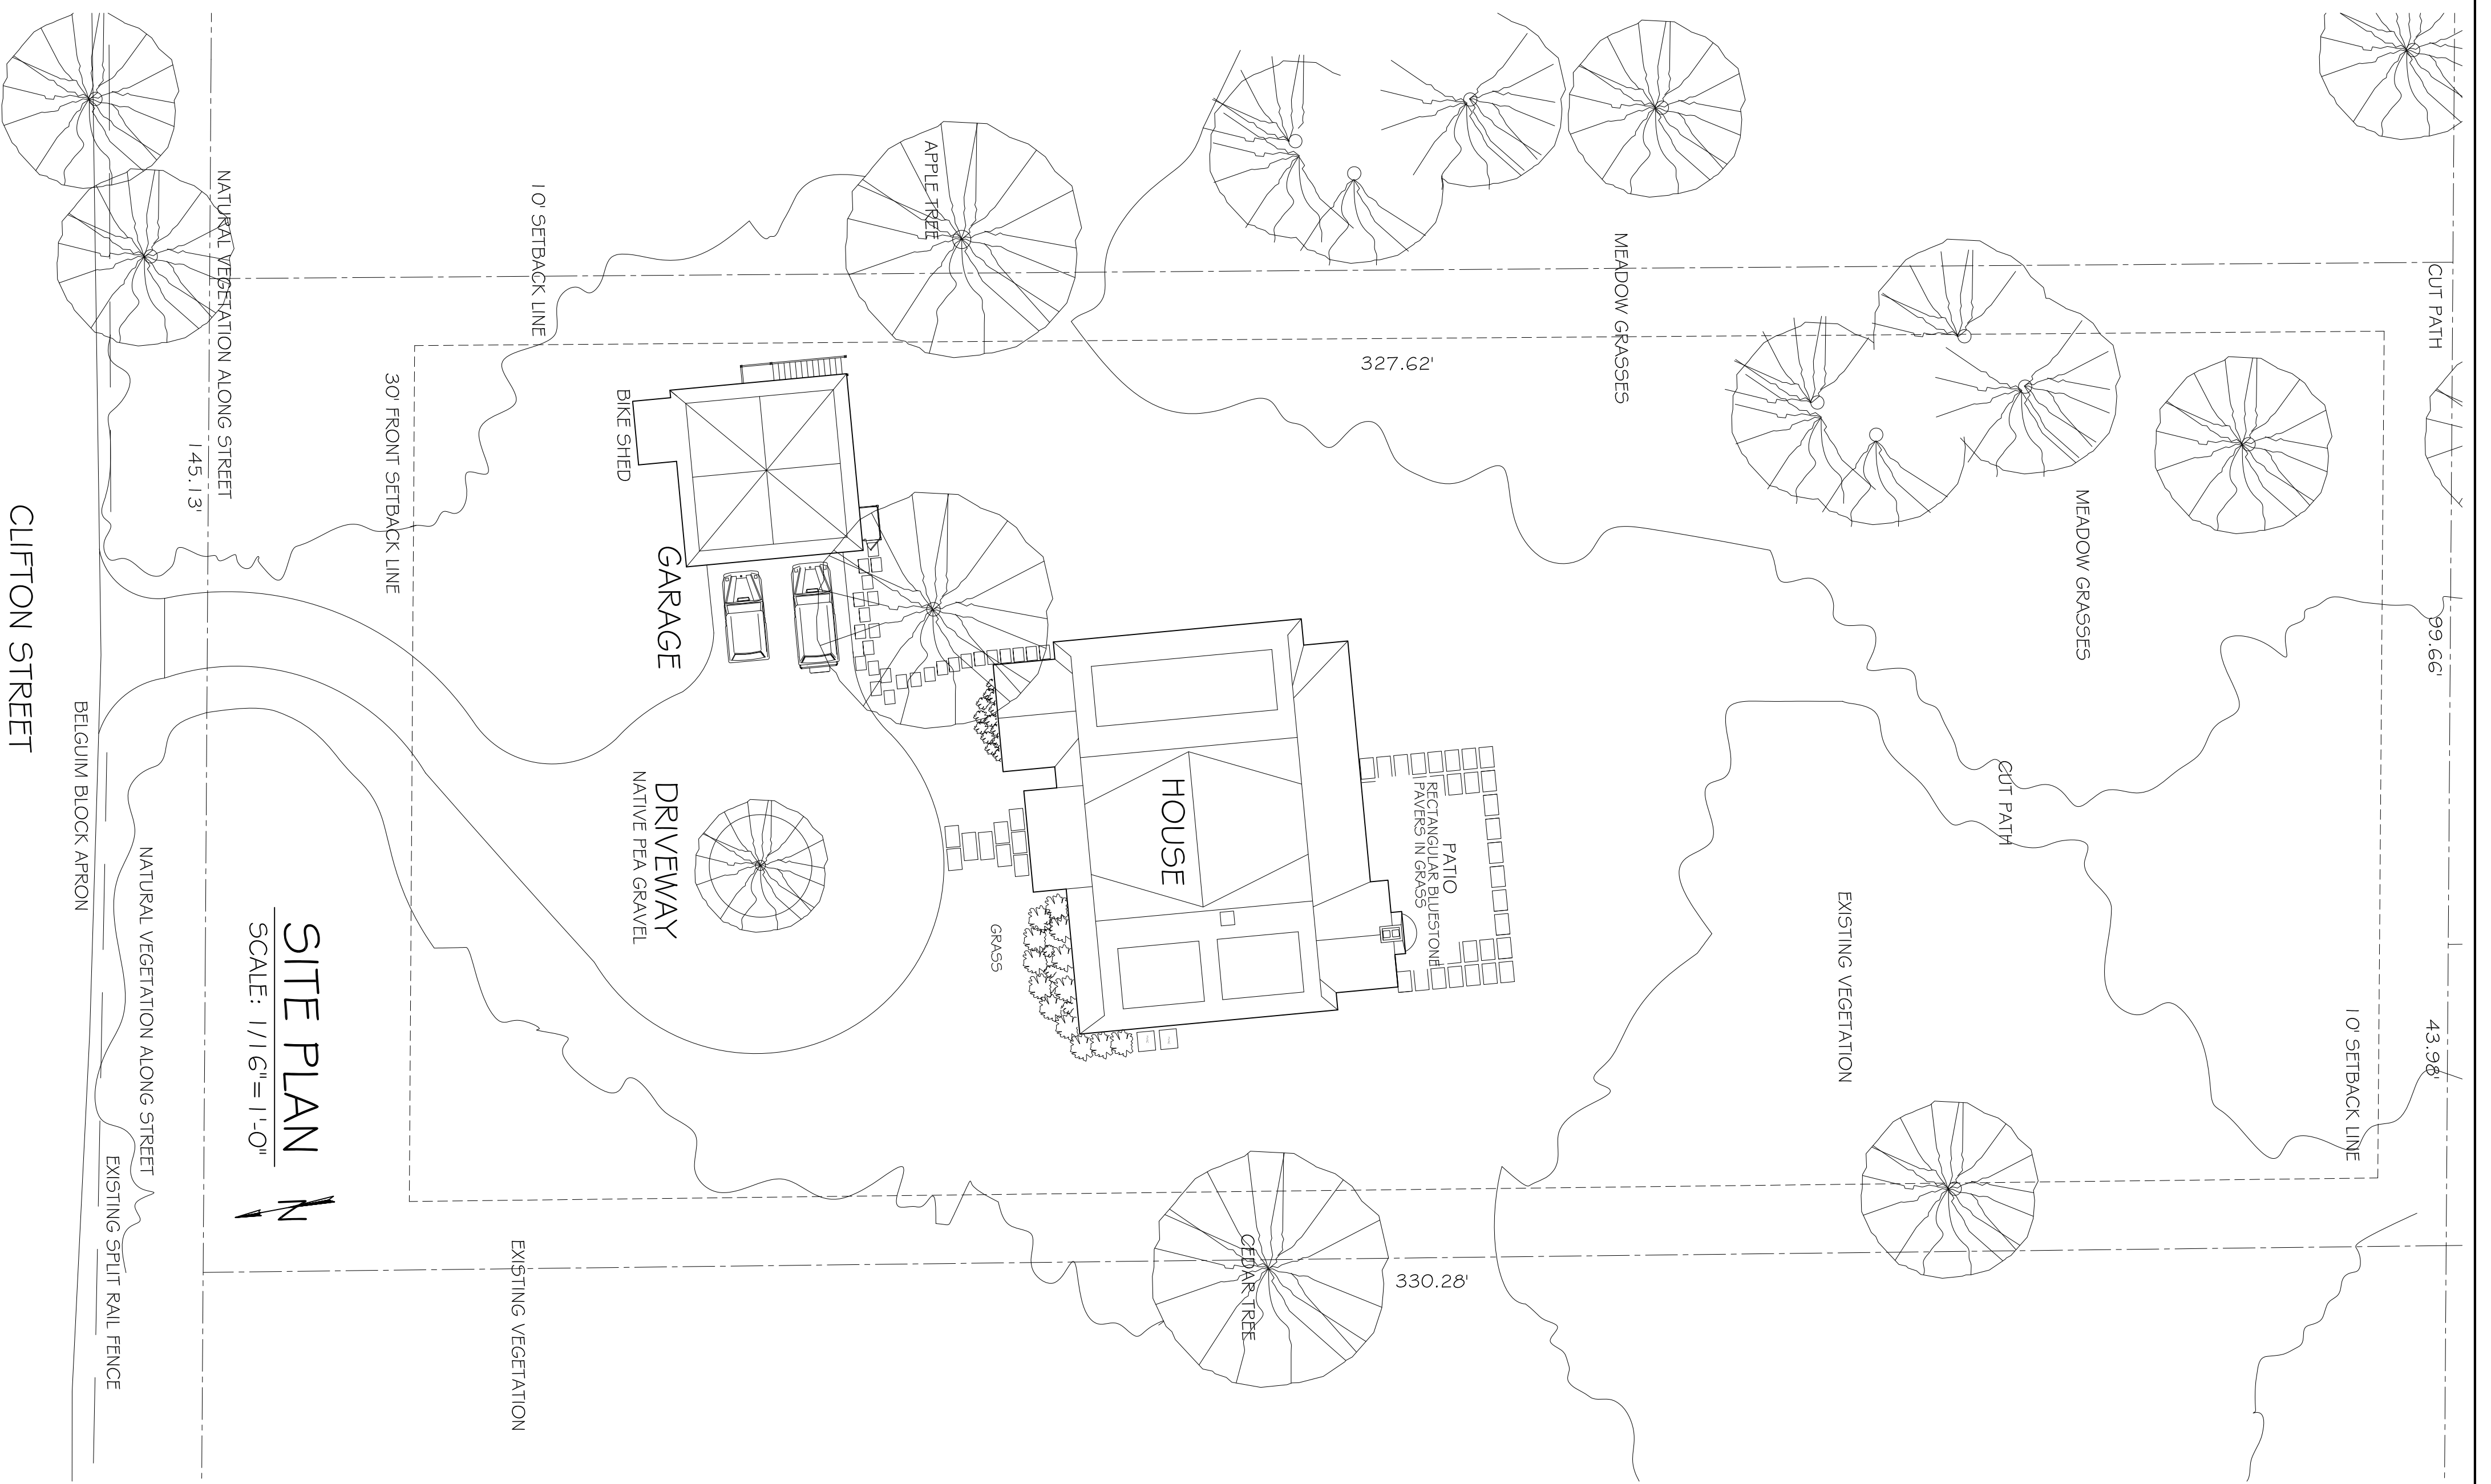 CLIFTON STREET
BELGUIM BLOCK APRON
EXISTING SPLIT RAIL FENCE
NATURAL VEGETATION ALONG STREET
NATURAL VEGETATION ALONG STREET
145.13'
SITE PLAN
SCALE: 1/16"=1'-0"
N
30' FRONT SETBACK LINE
10' SETBACK LINE
EXISTING VEGETATION
BIKE SHED
GARAGE
DRIVEWAY
NATIVE PEA GRAVEL
APPLE TREE
GRASS
HOUSE
CEDAR TREE
PATIO
RECTANGULAR BLUESTONE
PAVERS IN GRASS
327.62'
330.28'
MEADOW GRASSES
EXISTING VEGETATION
CUT PATH
MEADOW GRASSES
10' SETBACK LINE
CUT PATH
99.66'
43.98'